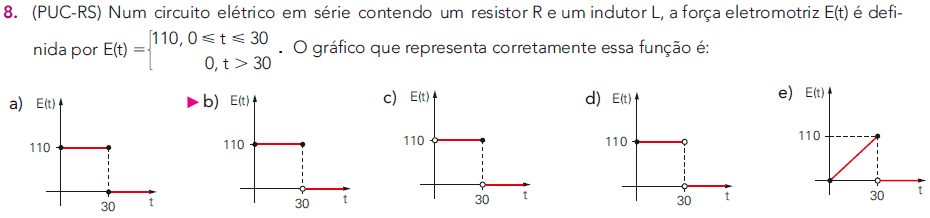 8. (PUC-RS) Num circuito elétrico em série contendo um resistor R e um indutor L, a força eletromotriz E(t) é defi-
nida por E(t) = { 110, 0 ⩽ t ⩽ 30
0, t > 30 . O gráfico que representa corretamente essa função é:
a) E(t) b) E(t) c) E(t) d) E(t) e) E(t)
110 110 110 110 110
30 t 30 t 30 t 30 t 30 t